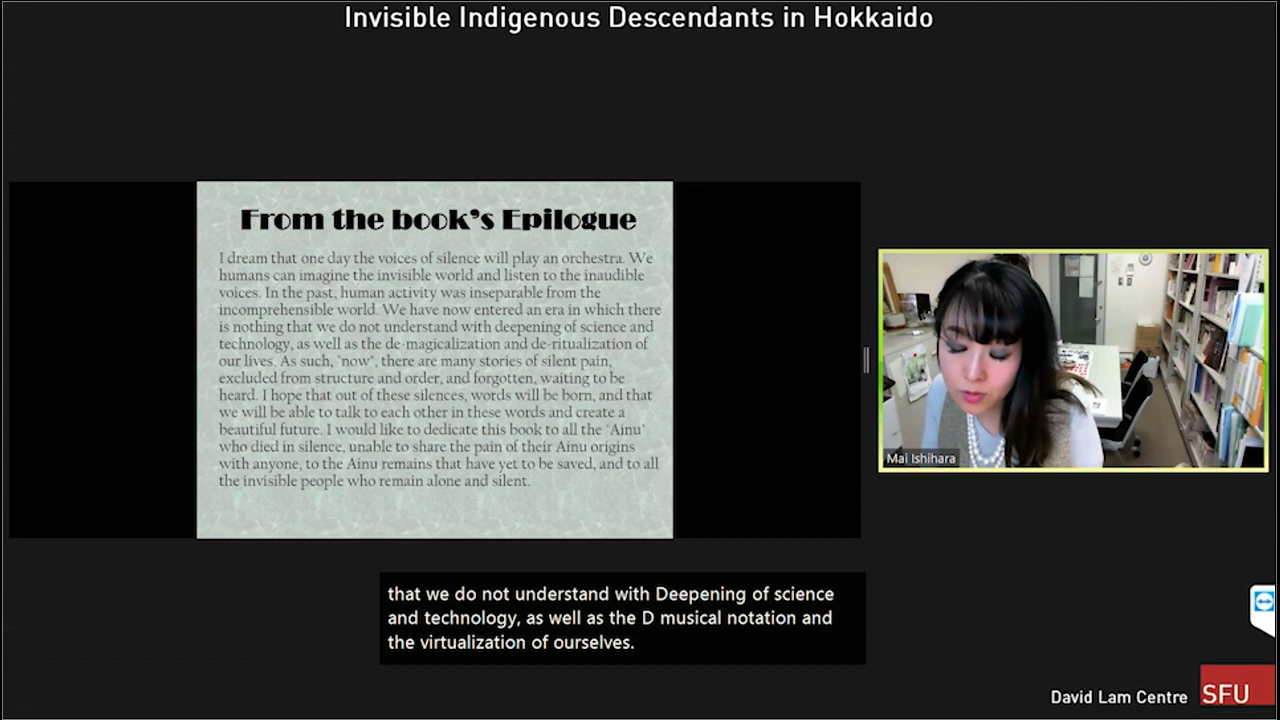 Invisible Indigenous Descendants in Hokkaido
From the book's Epilogue
I dream that one day the voices of silence will play an orchestra. We
humans can imagine the invisible world and listen to the inaudible
voices. In the past, human activity was inseparable from the
incomprehensible world. We have now entered an era in which there
is nothing that we do not understand with deepening of science and
technology, as well as the de-magicalization and de-ritualization of
our lives. As such, "now", there are many stories of silent pain,
excluded from structure and order, and forgotten, waiting to be
heard. I hope that out of these silences, words will be born, and that
we will be able to talk to each other in these words and create a
beautiful future. I would like to dedicate this book to all the "Ainu"
who died in silence, unable to share the pain of their Ainu origins
with anyone, to the Ainu remains that have yet to be saved, and to all
the invisible people who remain alone and silent.
Mai Ishihara
that we do not understand with Deepening of science
and technology, as well as the D musical notation and
the virtualization of ourselves.
David Lam Centre
SFU